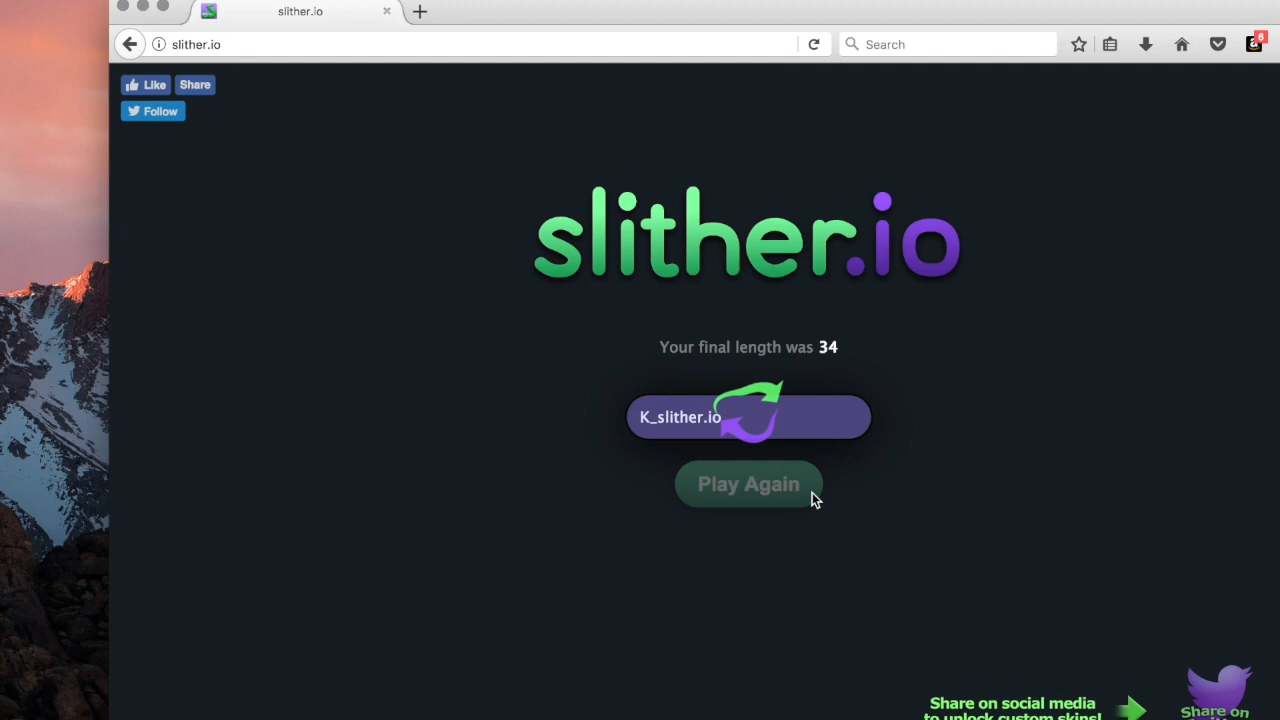 slither.io
slither.io
Search
6
Like
Share
Follow
slither.io
Your final length was 34
K_slither.io
Play Again
Share on social media
to unlock custom skins!
Share on